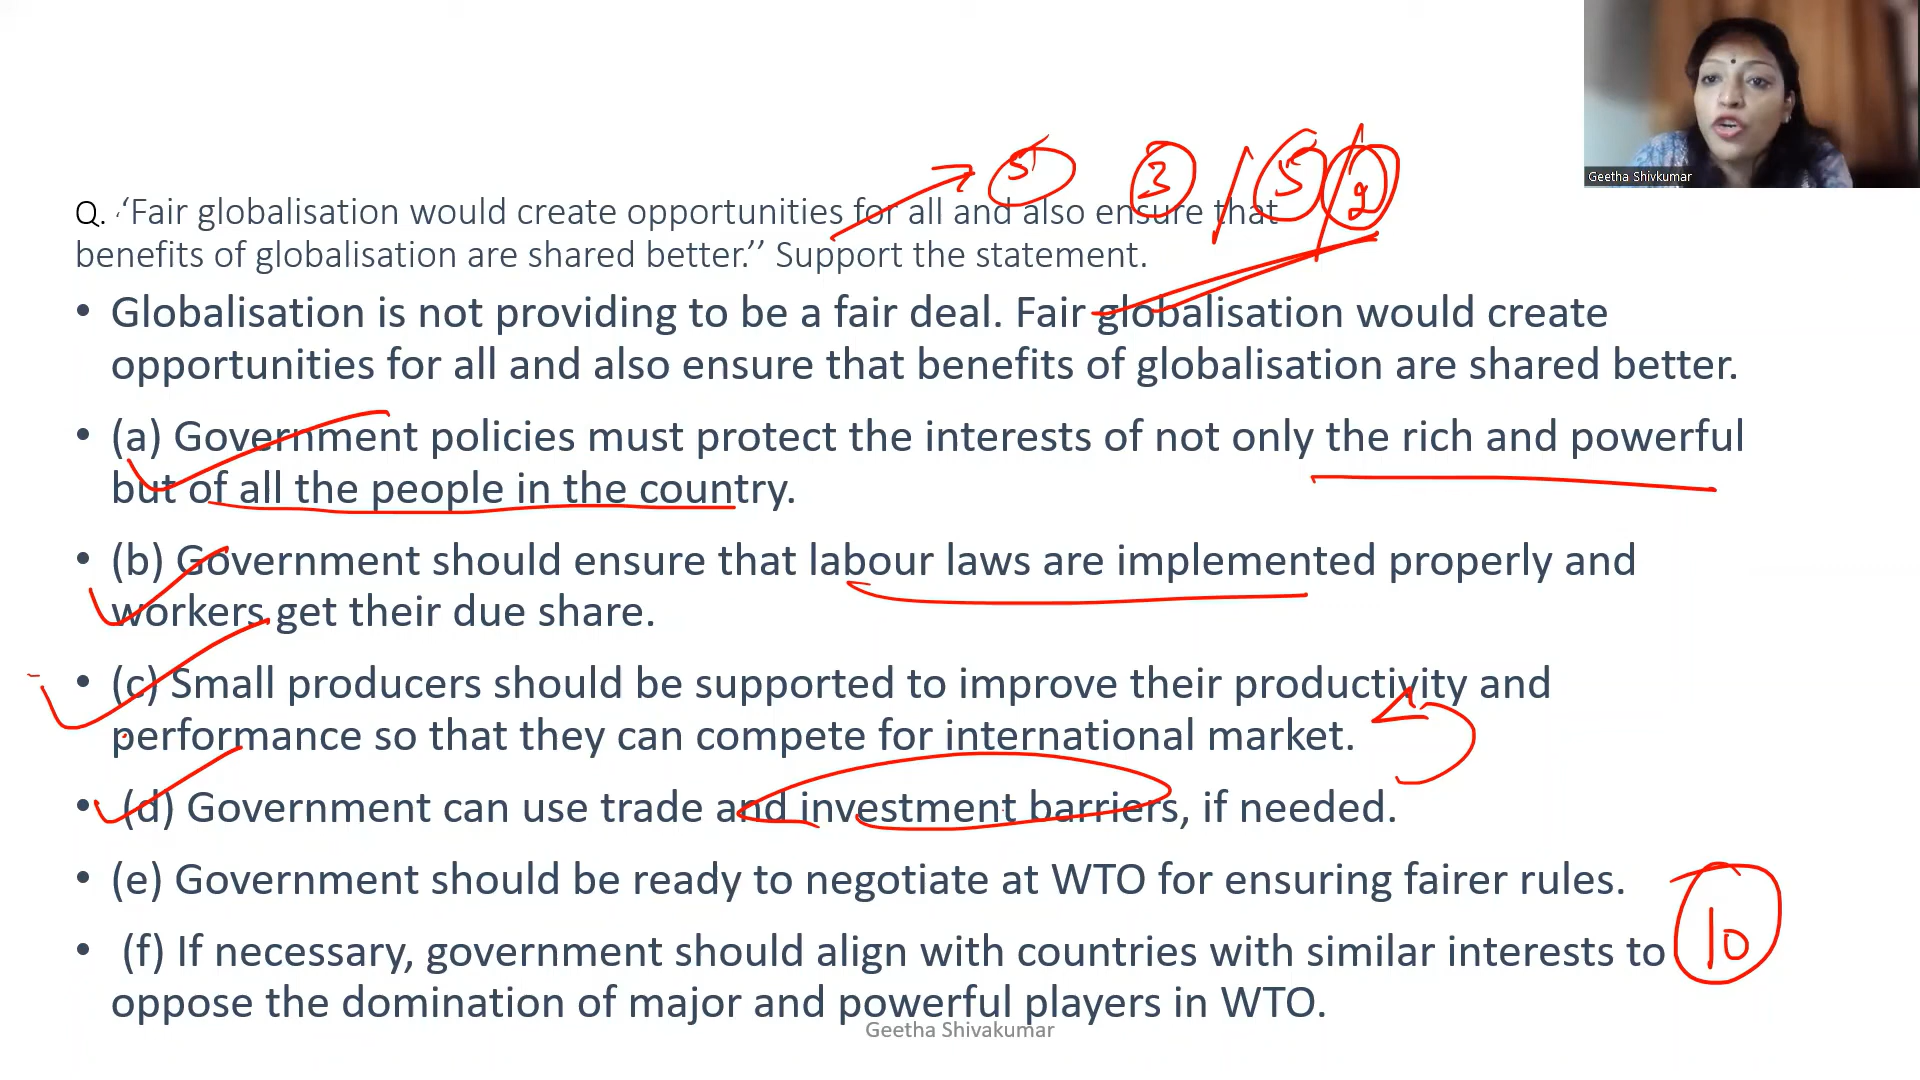 Geetha Shivkumar
5 3 / 5 2
Q. ‘‘Fair globalisation would create opportunities for all and also ensure that
benefits of globalisation are shared better.’’ Support the statement.
• Globalisation is not providing to be a fair deal. Fair globalisation would create
opportunities for all and also ensure that benefits of globalisation are shared better.
• (a) Government policies must protect the interests of not only the rich and powerful
but of all the people in the country.
• (b) Government should ensure that labour laws are implemented properly and
workers get their due share.
• (c) Small producers should be supported to improve their productivity and
performance so that they can compete for international market.
• (d) Government can use trade and investment barriers, if needed.
• (e) Government should be ready to negotiate at WTO for ensuring fairer rules.
10
• (f) If necessary, government should align with countries with similar interests to
oppose the domination of major and powerful players in WTO.
Geetha Shivakumar